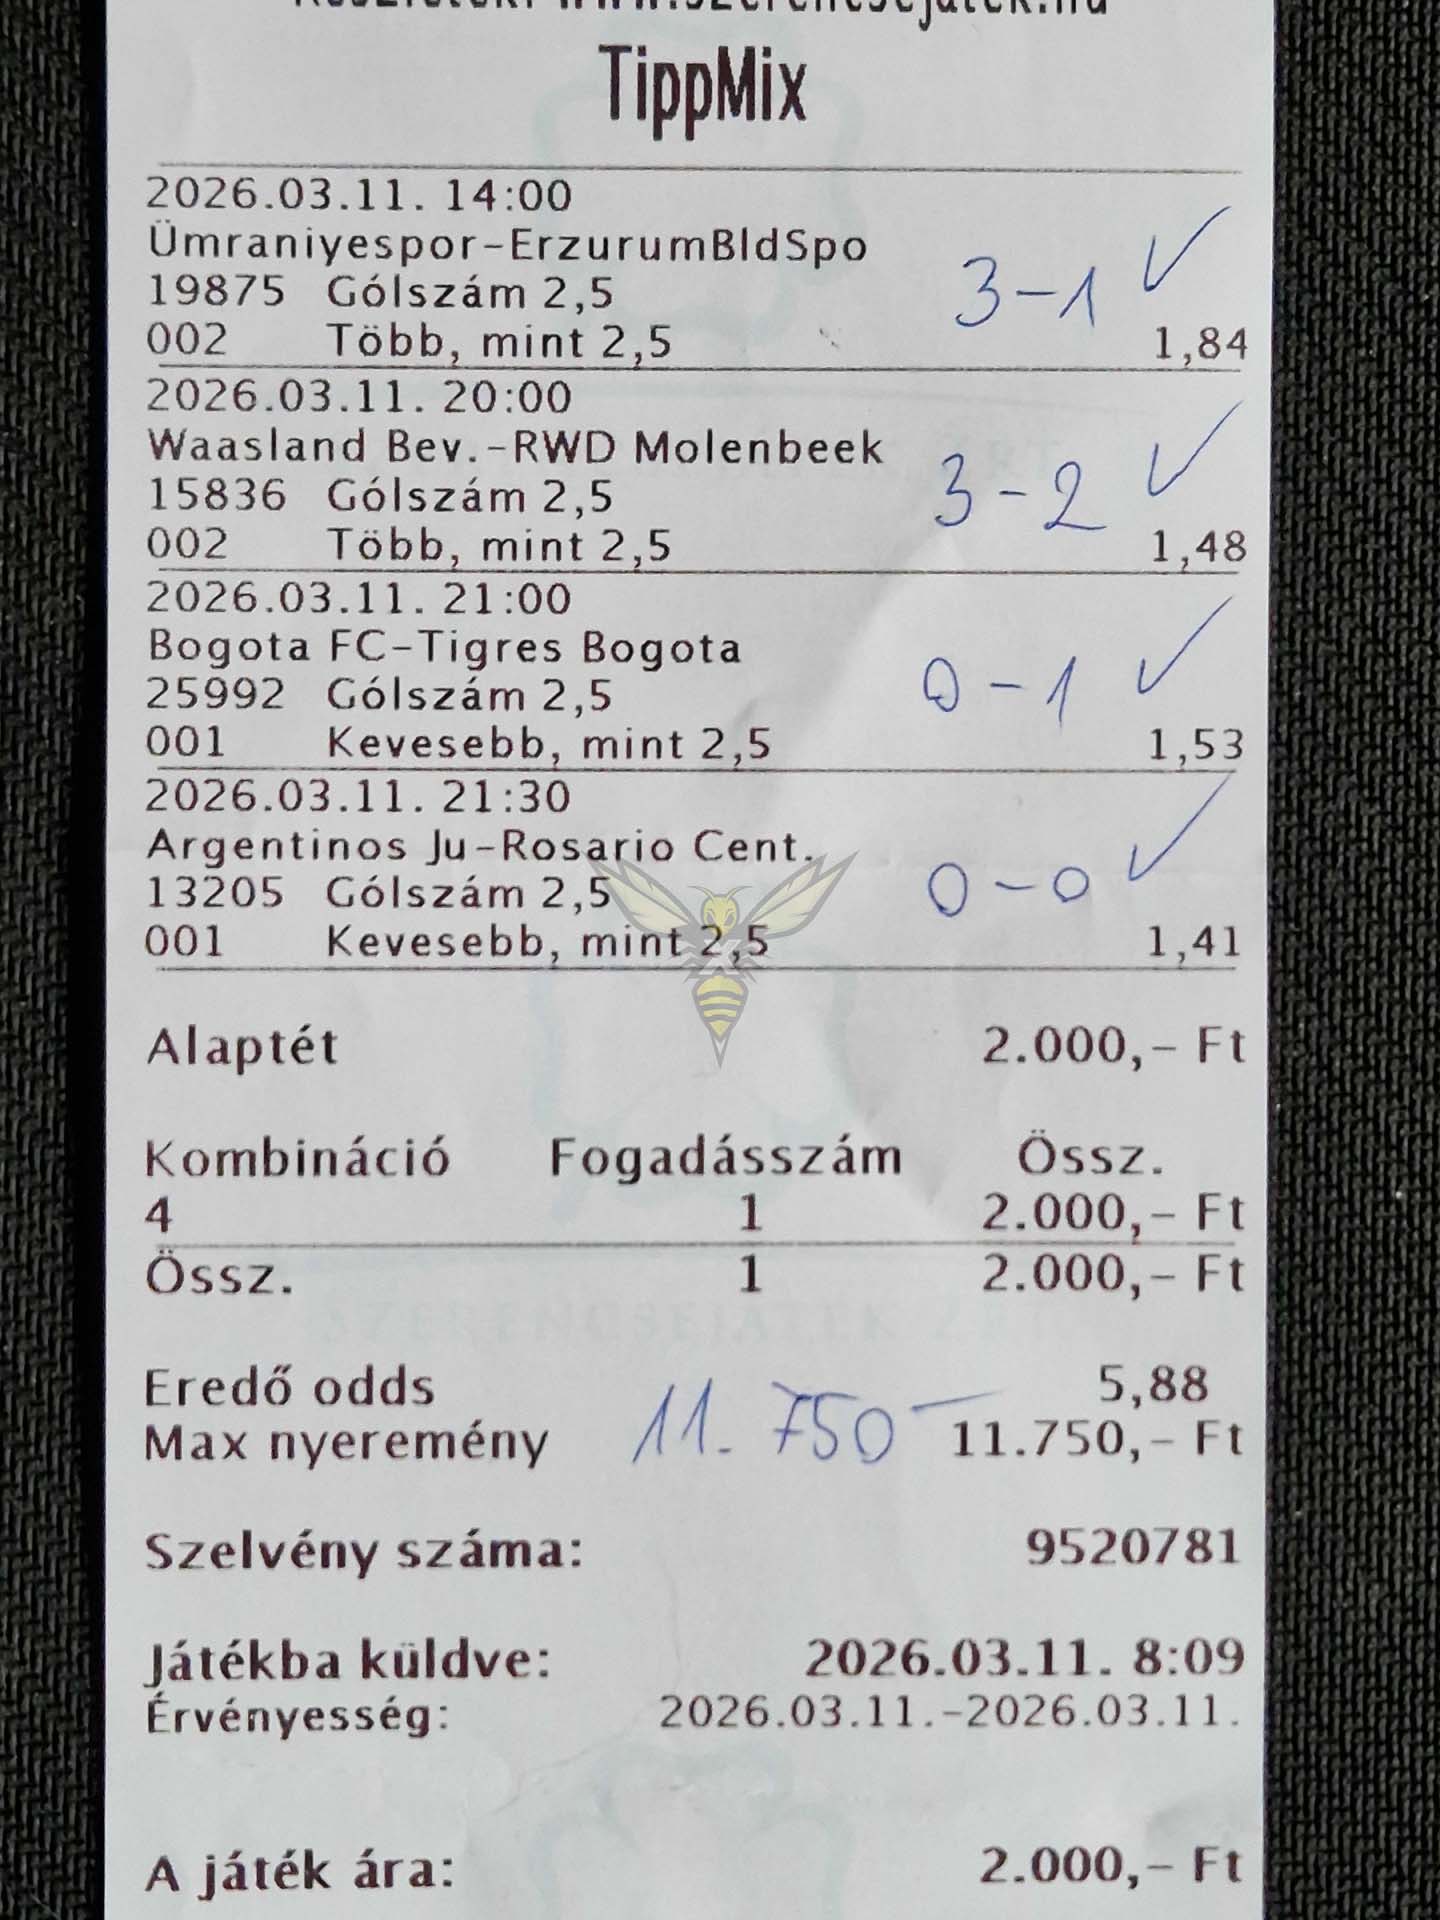 Részletek: www.szerencsejatek.hu
TippMix
2026.03.11. 14:00
Ümraniyespor-ErzurumBldSpo
19875 Gólszám 2,5 3-1 ✓
002 Több, mint 2,5 1,84
2026.03.11. 20:00
Waasland Bev.-RWD Molenbeek
15836 Gólszám 2,5 3-2 ✓
002 Több, mint 2,5 1,48
2026.03.11. 21:00
Bogota FC-Tigres Bogota
25992 Gólszám 2,5 0-1 ✓
001 Kevesebb, mint 2,5 1,53
2026.03.11. 21:30
Argentinos Ju-Rosario Cent.
13205 Gólszám 2,5 0-0 ✓
001 Kevesebb, mint 2,5 1,41
Alaptét 2.000,- Ft
Kombináció Fogadásszám Össz.
4 1 2.000,- Ft
Össz. 1 2.000,- Ft
SZERENCSEJÁTÉK ZRT
Eredő odds 5,88
Max nyeremény 11.750 11.750,- Ft
Szelvény száma: 9520781
Játékba küldve: 2026.03.11. 8:09
Érvényesség: 2026.03.11.-2026.03.11.
A játék ára: 2.000,- Ft